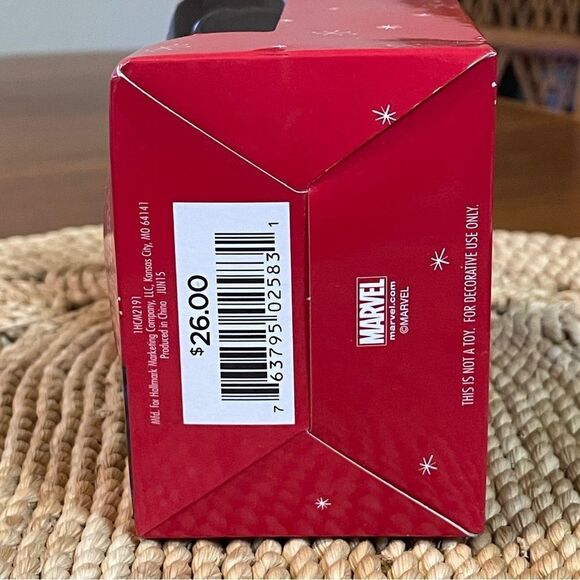 1HCM2191
Mfd. for Hallmark Marketing Company, LLC, Kansas City, MO 64141
Produced in China JUN15
$26.00
7 63795 02583 1
MARVEL
marvel.com
©MARVEL
THIS IS NOT A TOY. FOR DECORATIVE USE ONLY.